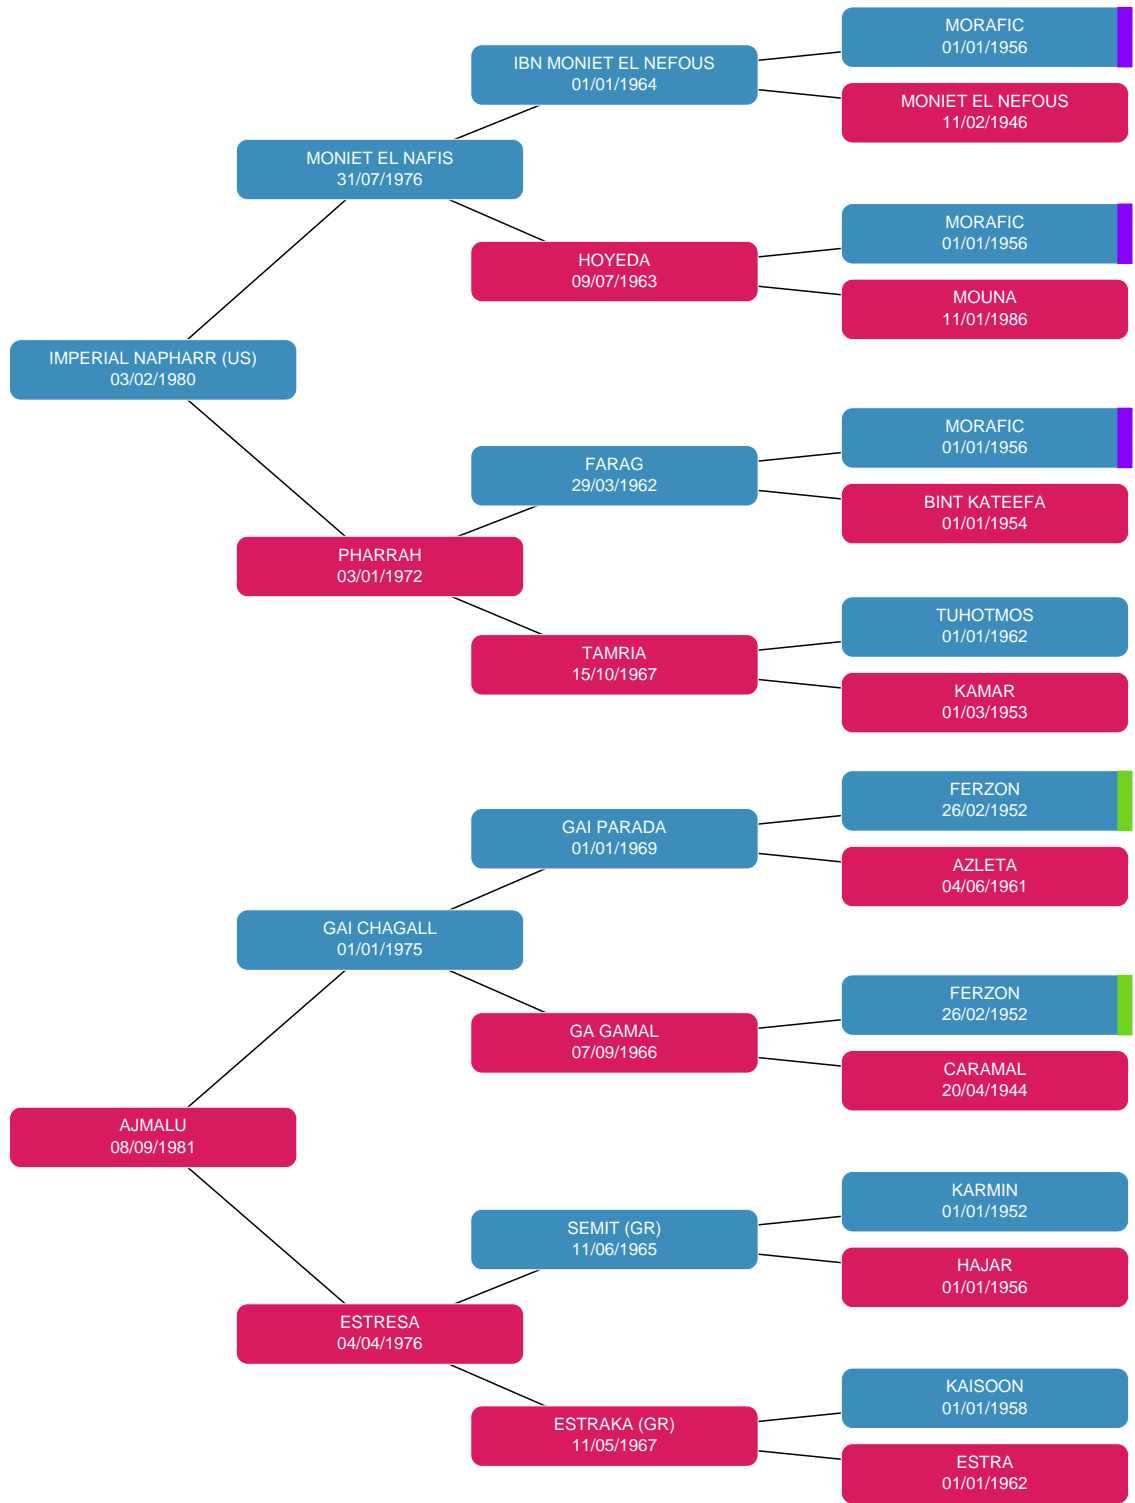 MORAFIC
01/01/1956
IBN MONIET EL NEFOUS
01/01/1964
MONIET EL NEFOUS
11/02/1946
MONIET EL NAFIS
31/07/1976
MORAFIC
01/01/1956
HOYEDA
09/07/1963
MOUNA
11/01/1986
IMPERIAL NAPHARR (US)
03/02/1980
MORAFIC
01/01/1956
FARAG
29/03/1962
BINT KATEEFA
01/01/1954
PHARRAH
03/01/1972
TUHOTMOS
01/01/1962
TAMRIA
15/10/1967
KAMAR
01/03/1953
FERZON
26/02/1952
GAI PARADA
01/01/1969
AZLETA
04/06/1961
GAI CHAGALL
01/01/1975
FERZON
26/02/1952
GA GAMAL
07/09/1966
CARAMAL
20/04/1944
AJMALU
08/09/1981
KARMIN
01/01/1952
SEMIT (GR)
11/06/1965
HAJAR
01/01/1956
ESTRESA
04/04/1976
KAISOON
01/01/1958
ESTRAKA (GR)
11/05/1967
ESTRA
01/01/1962